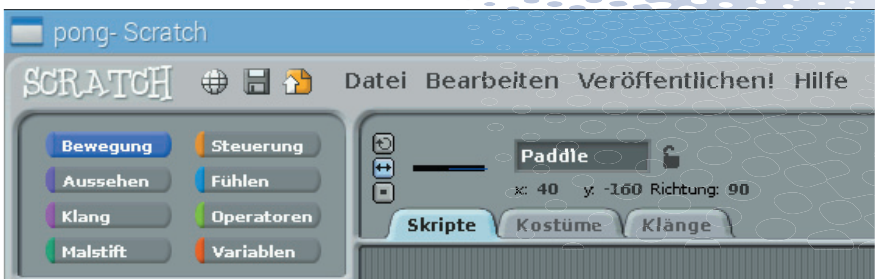 pong- Scratch
SCRATCH Datei Bearbeiten Veröffentlichen! Hilfe
Bewegung Steuerung
Aussehen Fühlen
Klang Operatoren
Malstift Variablen
Paddle
x: 40 y: -160 Richtung: 90
Skripte Kostüme Klänge